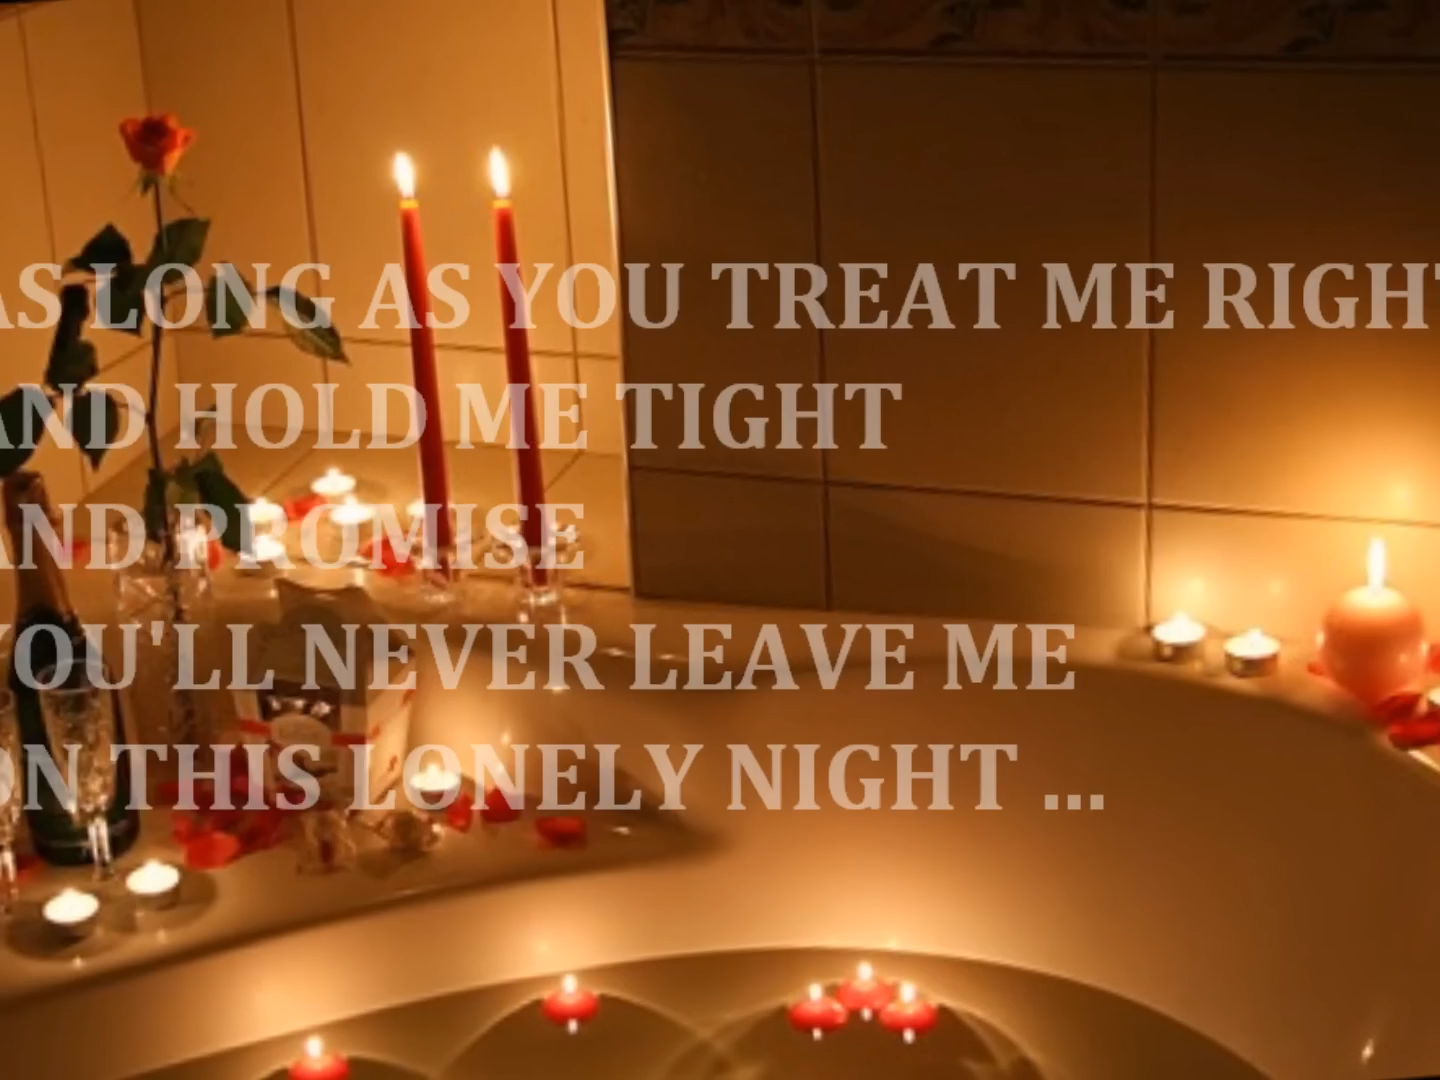 AS LONG AS YOU TREAT ME RIGHT
AND HOLD ME TIGHT
AND PROMISE
YOU'LL NEVER LEAVE ME
ON THIS LONELY NIGHT ...